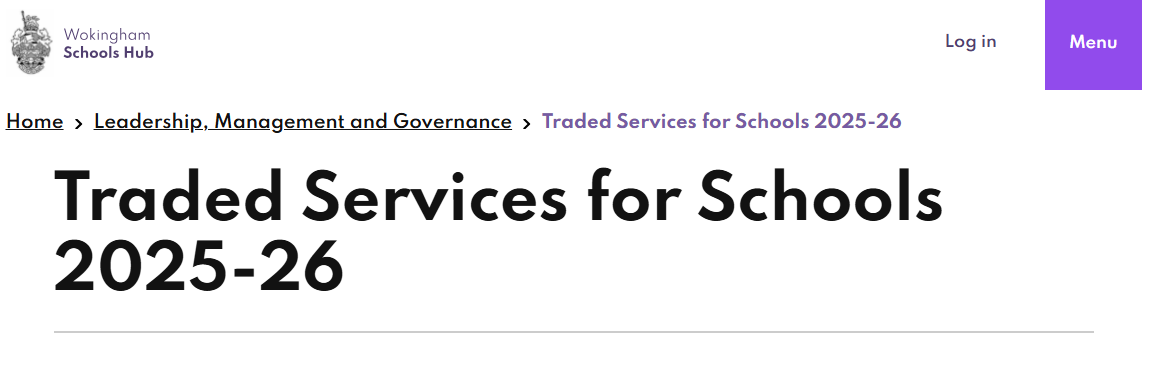 Wokingham
Schools Hub
Log in
Menu
Home > Leadership, Management and Governance > Traded Services for Schools 2025-26
Traded Services for Schools
2025-26